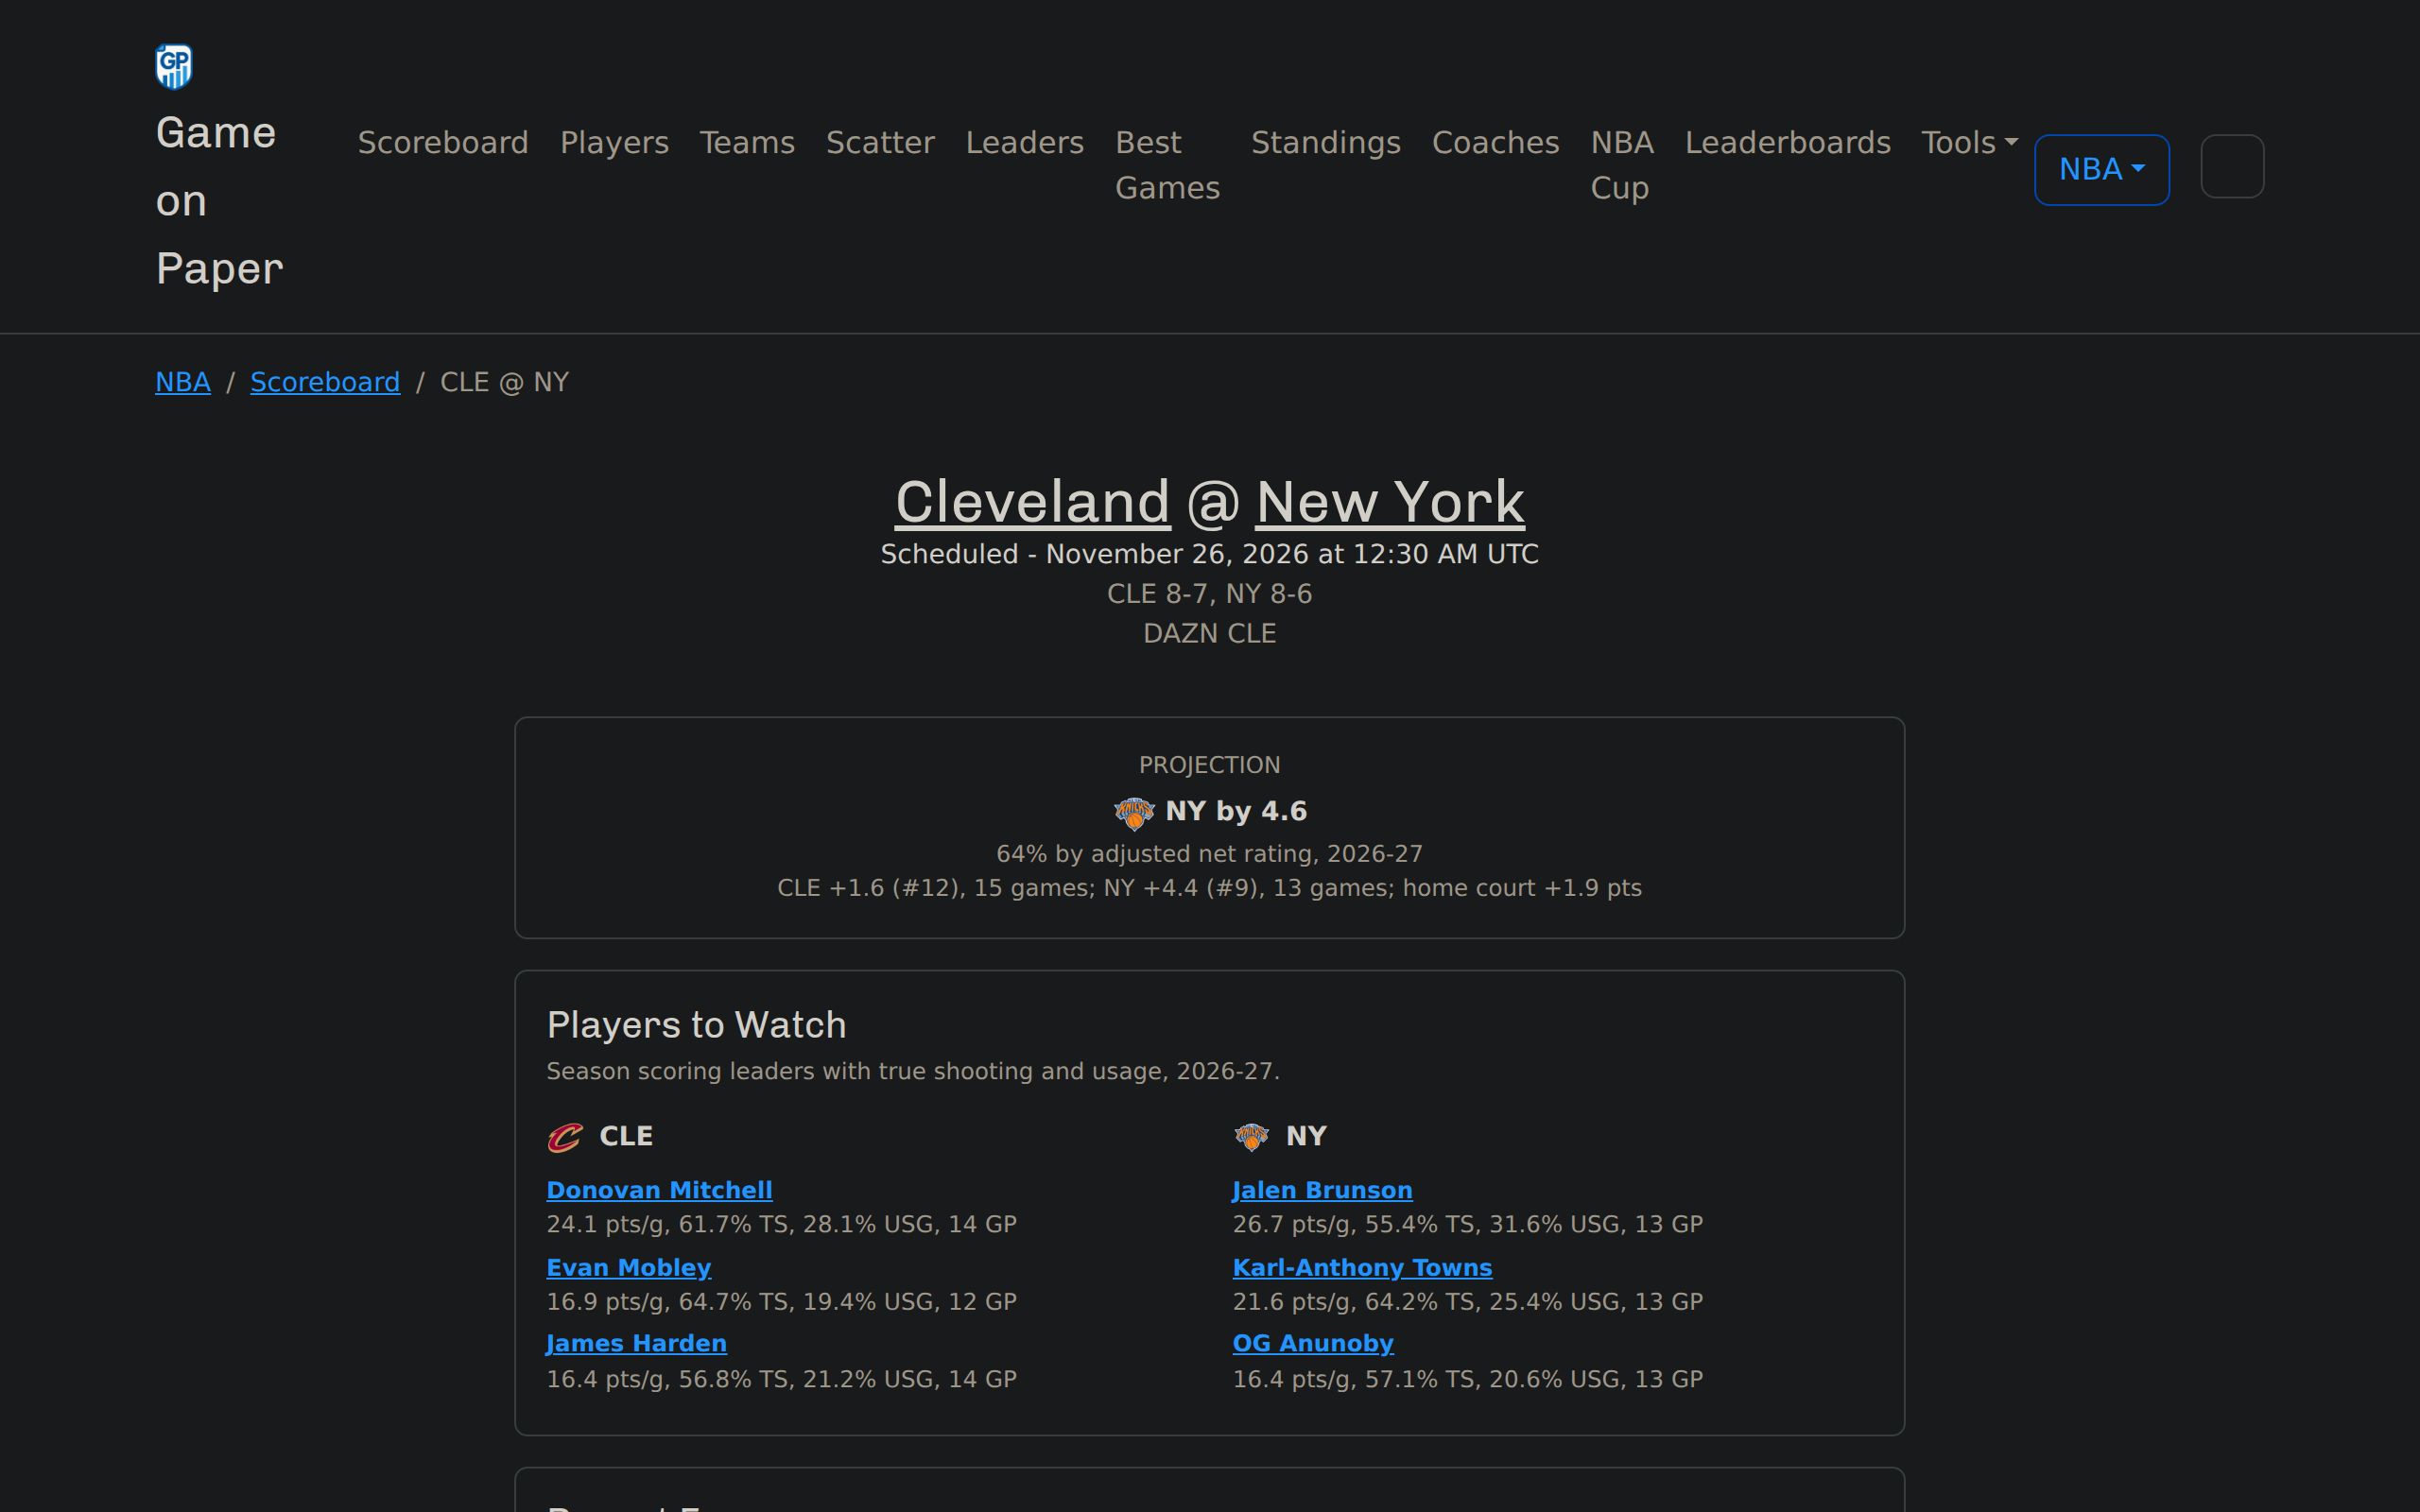 GP
Game
on
Paper
Scoreboard Players Teams Scatter Leaders Best Games Standings Coaches NBA Cup Leaderboards Tools NBA
NBA / Scoreboard / CLE @ NY
Cleveland @ New York
Scheduled - November 26, 2026 at 12:30 AM UTC
CLE 8-7, NY 8-6
DAZN CLE
PROJECTION
NY by 4.6
64% by adjusted net rating, 2026-27
CLE +1.6 (#12), 15 games; NY +4.4 (#9), 13 games; home court +1.9 pts
Players to Watch
Season scoring leaders with true shooting and usage, 2026-27.
CLE
Donovan Mitchell
24.1 pts/g, 61.7% TS, 28.1% USG, 14 GP
Evan Mobley
16.9 pts/g, 64.7% TS, 19.4% USG, 12 GP
James Harden
16.4 pts/g, 56.8% TS, 21.2% USG, 14 GP
NY
Jalen Brunson
26.7 pts/g, 55.4% TS, 31.6% USG, 13 GP
Karl-Anthony Towns
21.6 pts/g, 64.2% TS, 25.4% USG, 13 GP
OG Anunoby
16.4 pts/g, 57.1% TS, 20.6% USG, 13 GP